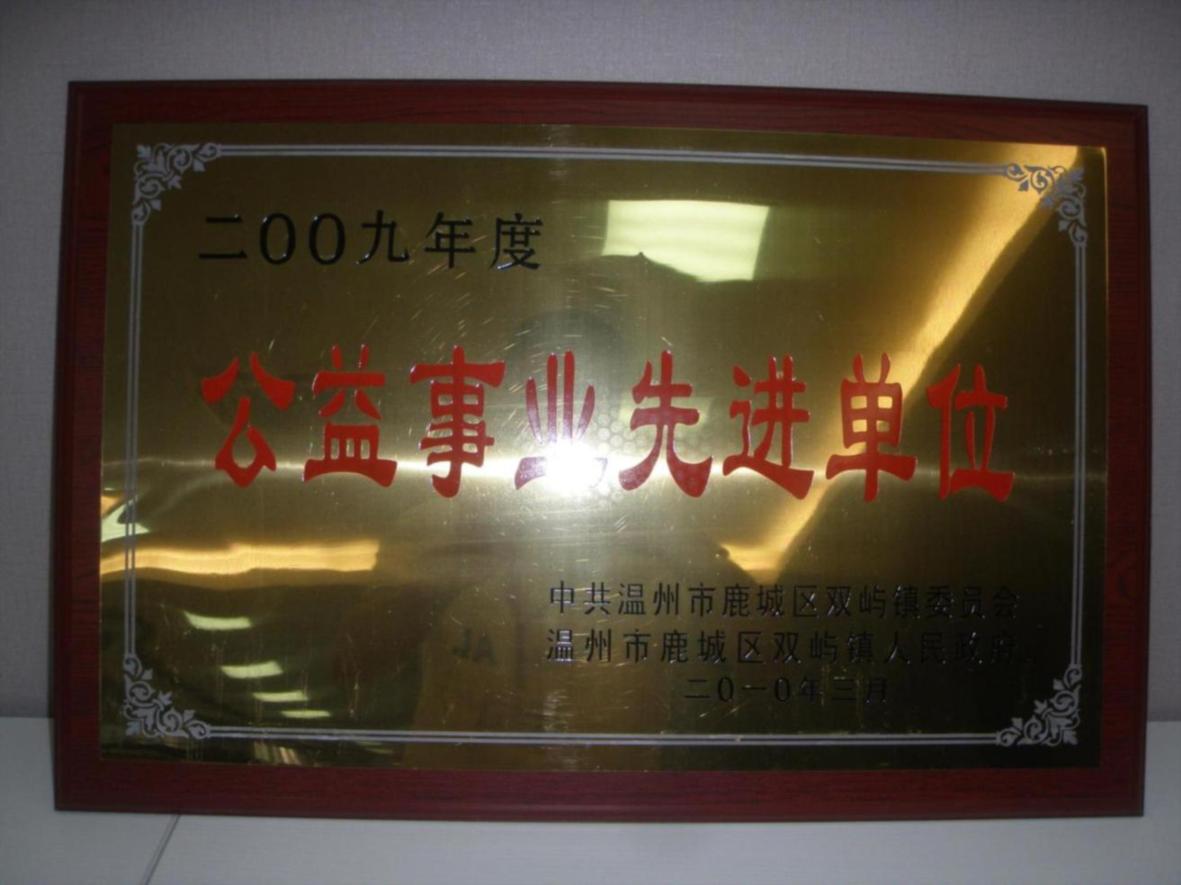 二00九年度
公益事业先进单位
中共温州市鹿城区双屿镇委员会
温州市鹿城区双屿镇人民政府
二0一0年三月